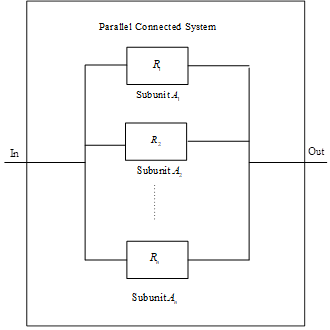 Parallel Connected System
R₁
Subunit A₁
R₂
Subunit A₂
In
Out
Rₙ
Subunit Aₙ